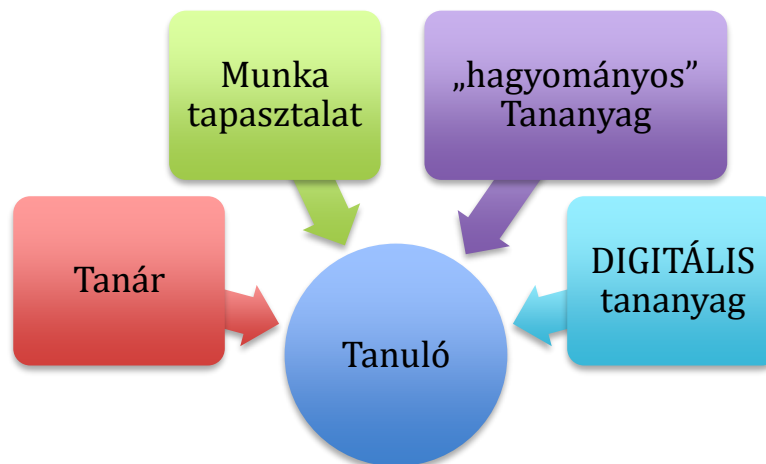 Munka
tapasztalat
„hagyományos”
Tananyag
Tanár
DIGITÁLIS
tananyag
Tanuló